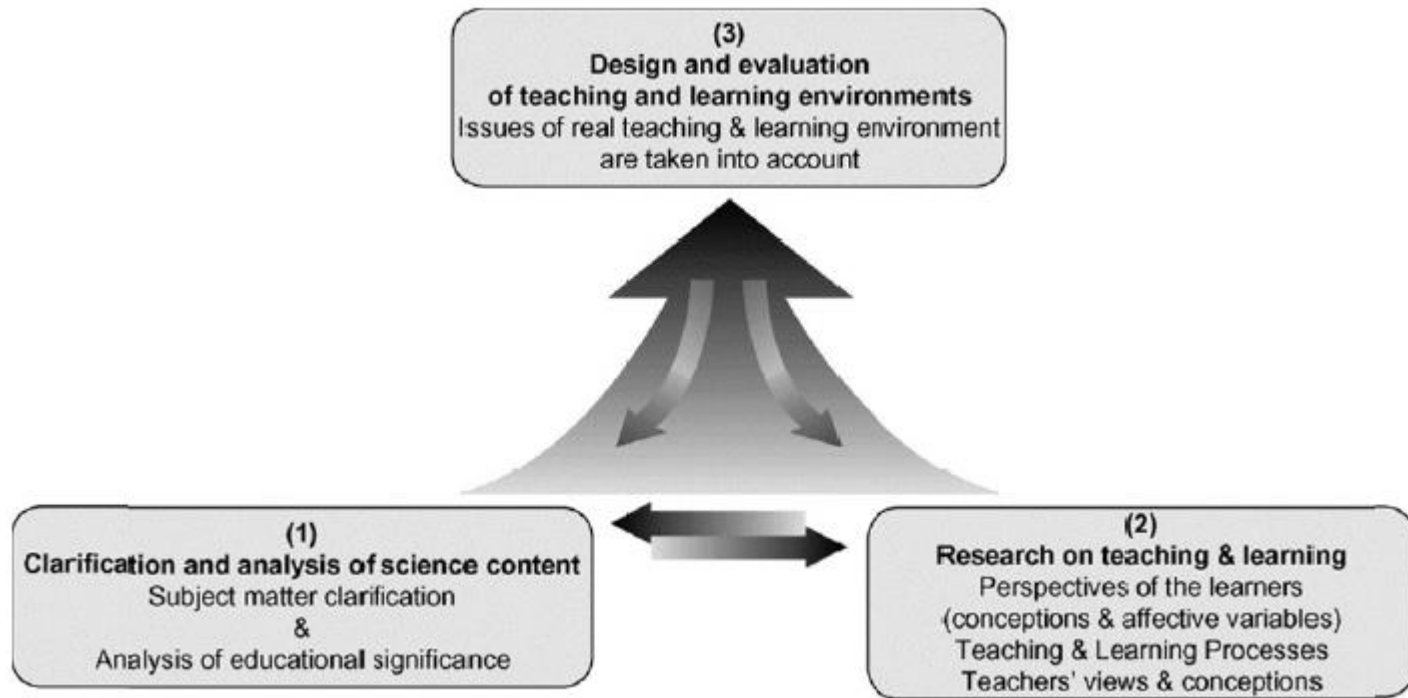 (3)
Design and evaluation
of teaching and learning environments
Issues of real teaching & learning environment
are taken into account
(1)
Clarification and analysis of science content
Subject matter clarification
&
Analysis of educational significance
(2)
Research on teaching & learning
Perspectives of the learners
(conceptions & affective variables)
Teaching & Learning Processes
Teachers' views & conceptions